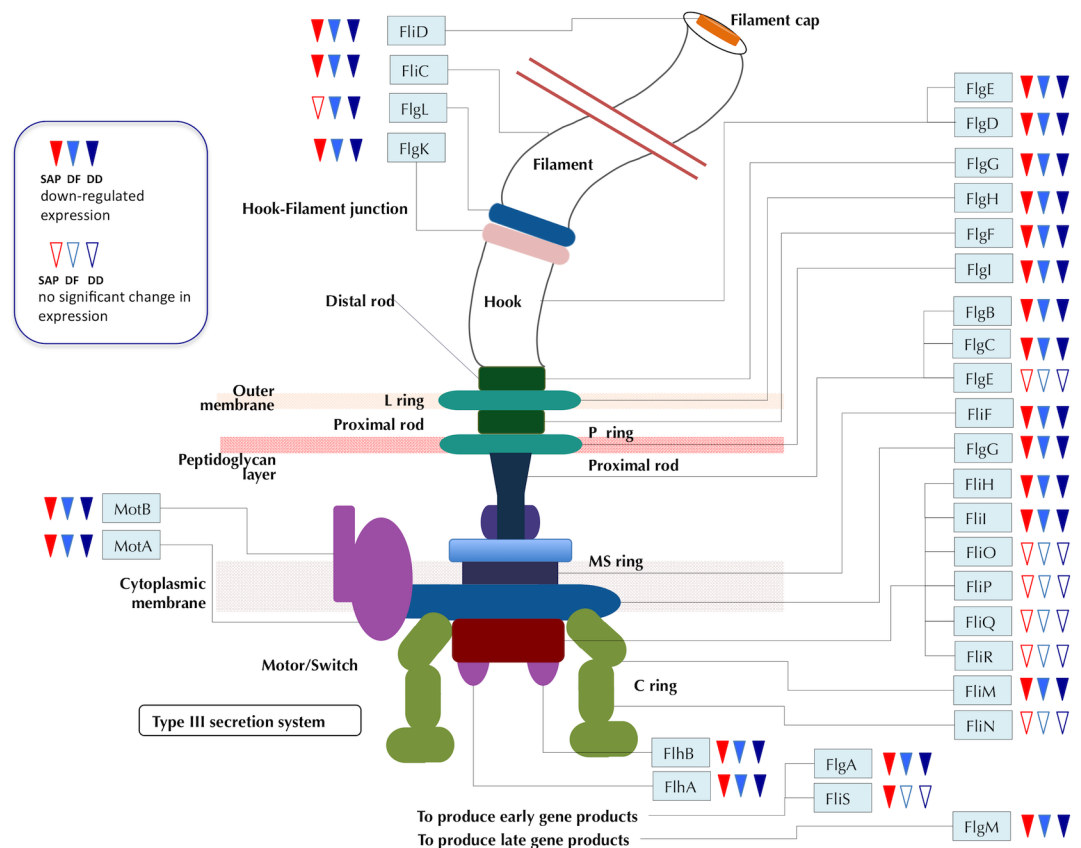 Filament cap
FliD
FliC
FlgL
FlgK
SAP DF DD
down-regulated
expression
SAP DF DD
no significant change in
expression
Filament
Hook-Filament junction
Hook
Distal rod
Outer
membrane
L ring
Proximal rod
P ring
Peptidoglycan
layer
Proximal rod
MotB
MotA
Cytoplasmic
membrane
MS ring
Motor/Switch
C ring
Type III secretion system
FlgE
FlgD
FlgG
FlgH
FlgF
FlgI
FlgB
FlgC
FlgE
FliF
FlgG
FliH
FliI
FliO
FliP
FliQ
FliR
FliM
FliN
FlhB
FlhA
FlgA
FliS
To produce early gene products
To produce late gene products
FlgM